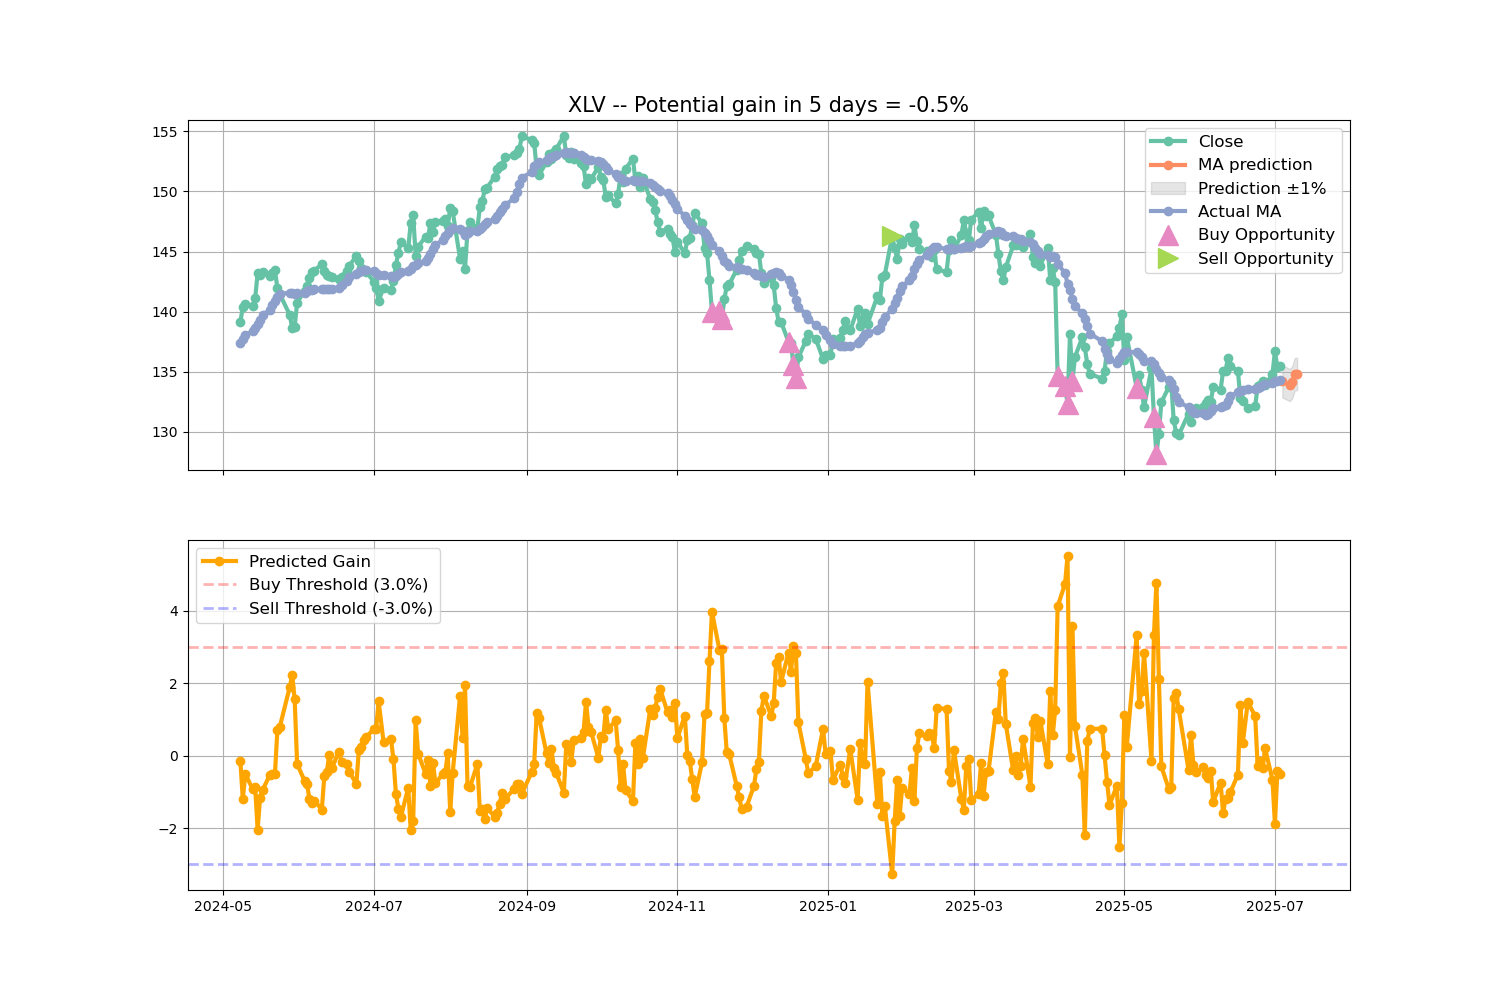 XLV -- Potential gain in 5 days = -0.5%
155
150
145
140
135
130
Close
MA prediction
Prediction ±1%
Actual MA
Buy Opportunity
Sell Opportunity
Predicted Gain
Buy Threshold (3.0%)
Sell Threshold (-3.0%)
4
2
0
−2
2024-05
2024-07
2024-09
2024-11
2025-01
2025-03
2025-05
2025-07